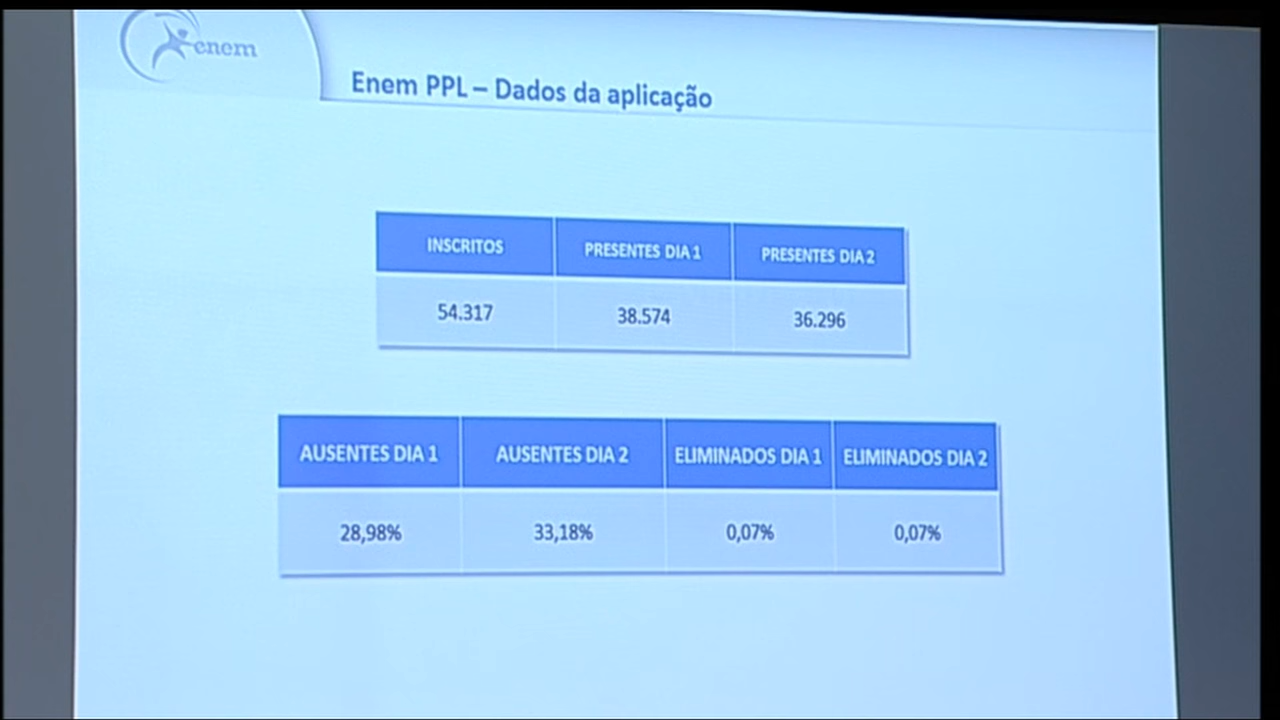 enem
Enem PPL – Dados da aplicação
INSCRITOS PRESENTES DIA 1 PRESENTES DIA 2
54.317 38.574 36.296
AUSENTES DIA 1 AUSENTES DIA 2 ELIMINADOS DIA 1 ELIMINADOS DIA 2
28,98% 33,18% 0,07% 0,07%